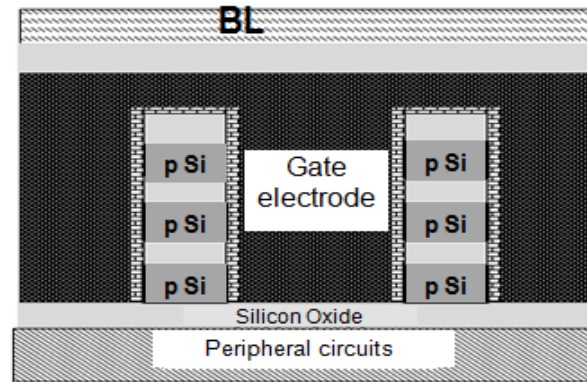 BL
p Si
p Si
Gate
electrode
p Si
p Si
p Si
p Si
Silicon Oxide
Peripheral circuits